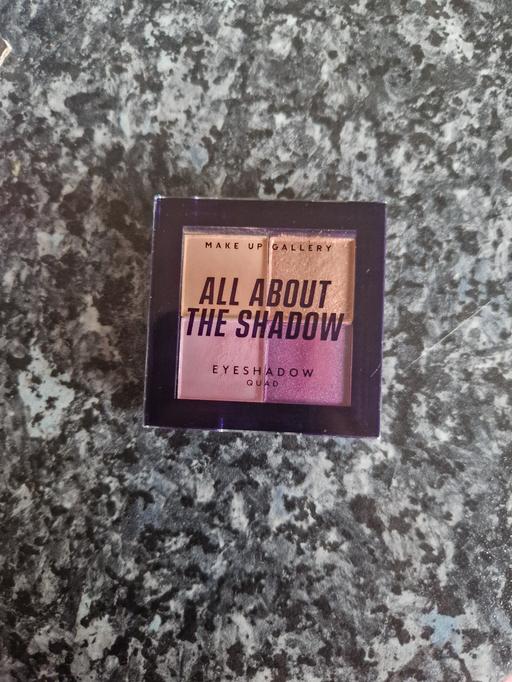 MAKE UP GALLERY
ALL ABOUT
THE SHADOW
EYESHADOW
QUAD